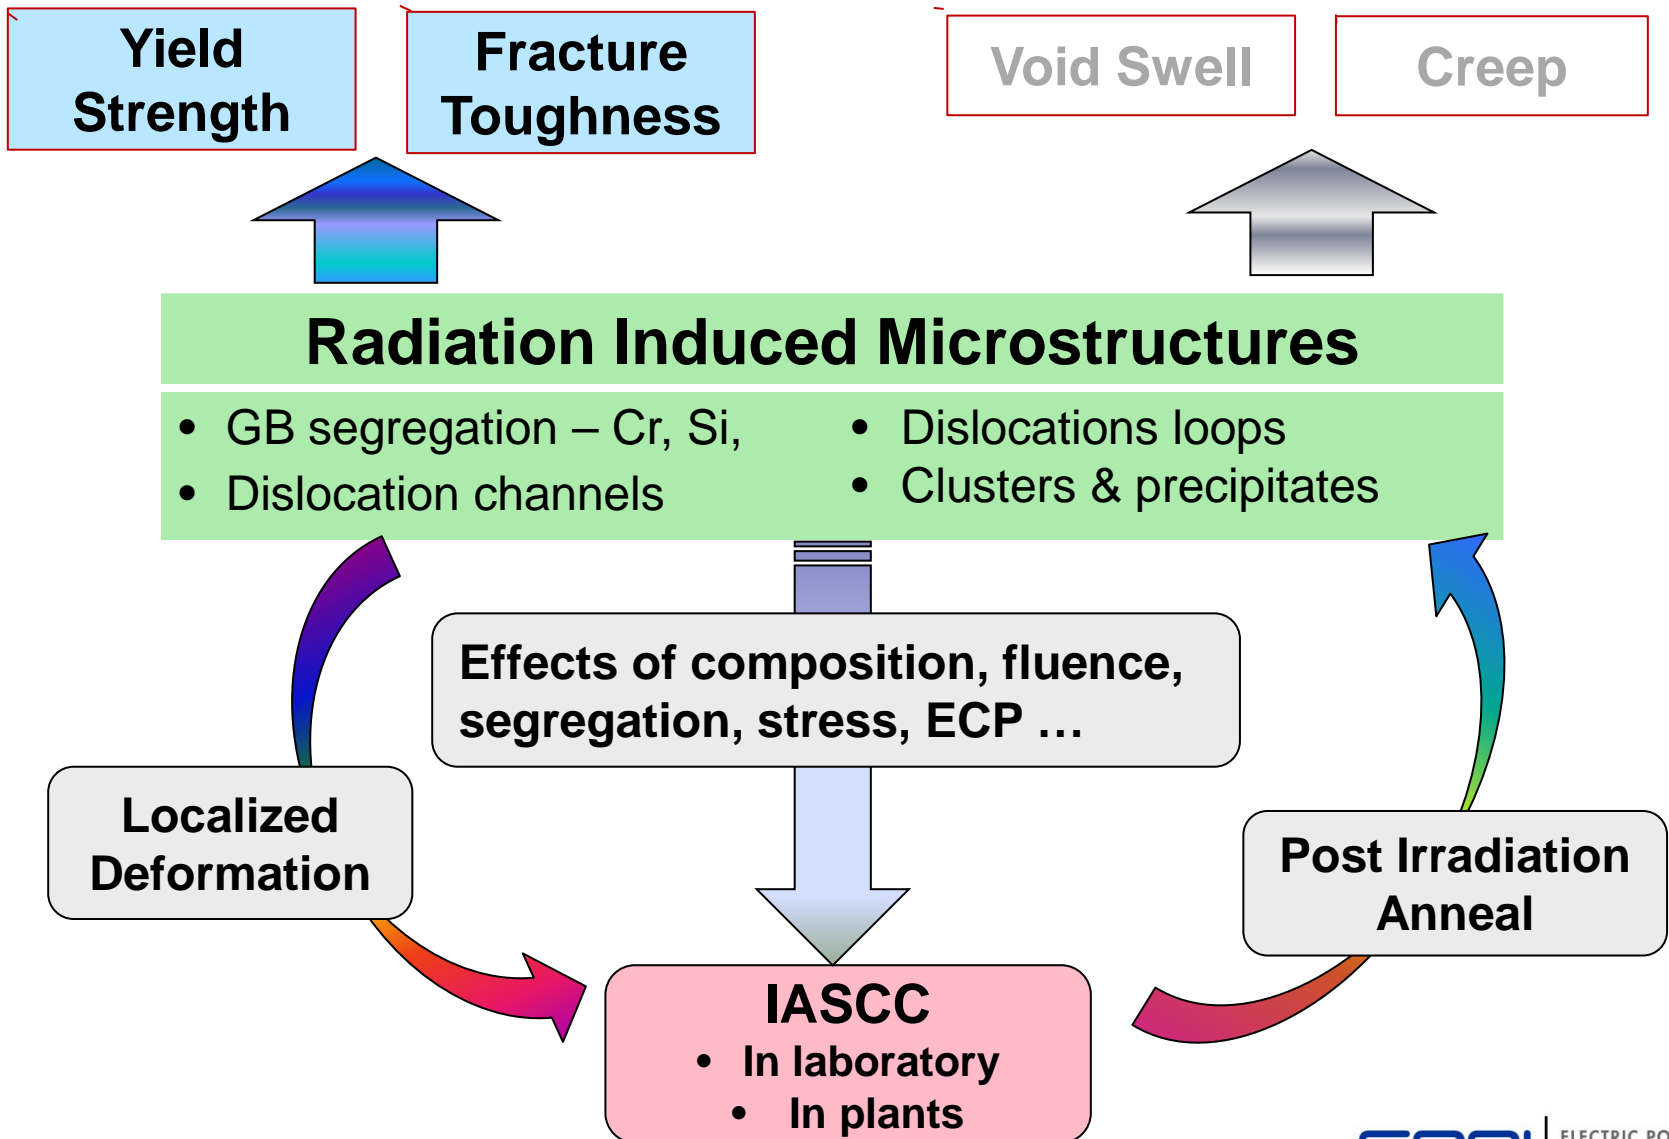 Yield
Strength
Fracture
Toughness
Void Swell
Creep
Radiation Induced Microstructures
• GB segregation – Cr, Si,
• Dislocation channels
• Dislocations loops
• Clusters & precipitates
Effects of composition, fluence,
segregation, stress, ECP …
Localized
Deformation
Post Irradiation
Anneal
IASCC
• In laboratory
• In plants